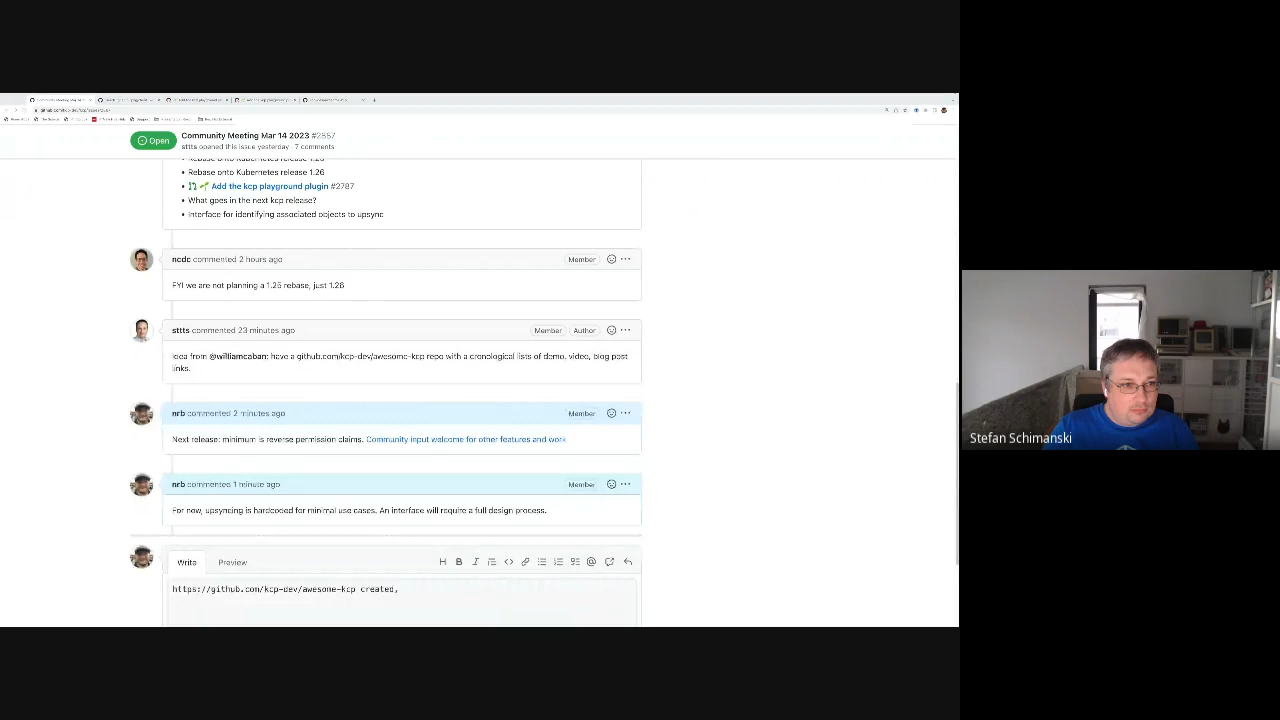 Open
Community Meeting Mar 14 2023 #2857
sttts opened this issue yesterday · 7 comments
Rebase onto Kubernetes release 1.26
Add the kcp playground plugin #2787
What goes in the next kcp release?
Interface for identifying associated objects to upsync
ncdc commented 2 hours ago
Member
FYI we are not planning a 1.25 rebase, just 1.26
sttts commented 23 minutes ago
Member
Author
Idea from @williamcaban: have a github.com/kcp-dev/awesome-kcp repo with a cronological lists of demo, video, blog post
links.
nrb commented 2 minutes ago
Member
Next release: minimum is reverse permission claims. Community input welcome for other features and work
nrb commented 1 minute ago
Member
For now, upsyncing is hardcoded for minimal use cases. An interface will require a full design process.
Write
Preview
https://github.com/kcp-dev/awesome-kcp created,
Stefan Schimanski